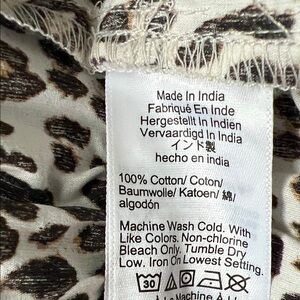 Made In India
Fabriqué En Inde
Hergestellt In Indien
Vervaardigd In India
インド製
hecho en india
100% Cotton/ Coton/
Baumwolle/ Katoen/ 綿/
algodón
Machine Wash Cold. With
Like Colors. Non-chlorine
Bleach Only. Tumble Dry
Low. Iron On Lowest Setting.
30